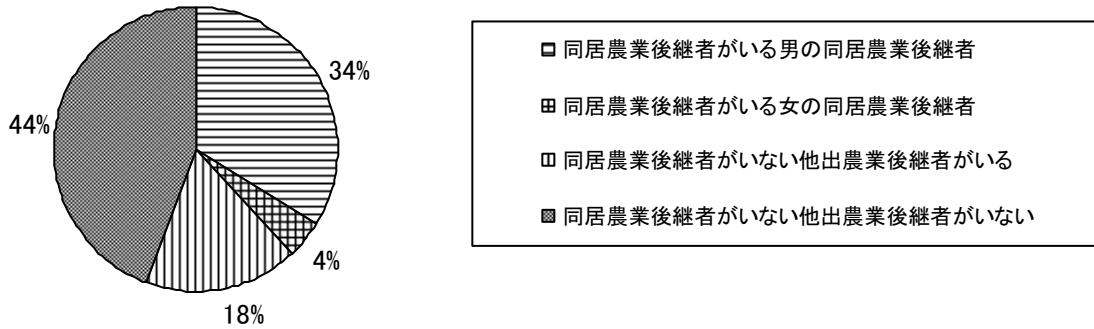 34%
4%
18%
44%
同居農業後継者がいる男の同居農業後継者
同居農業後継者がいる女の同居農業後継者
同居農業後継者がいない他出農業後継者がいる
同居農業後継者がいない他出農業後継者がいない